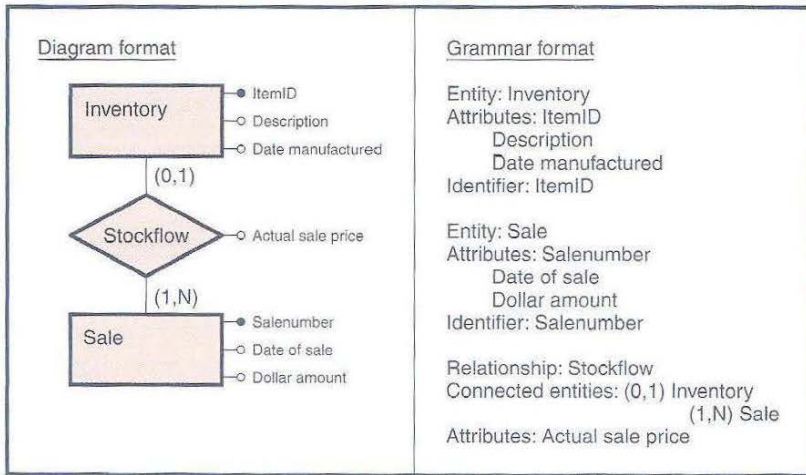 Diagram format
Inventory
ItemID
Description
Date manufactured
(0,1)
Stockflow
Actual sale price
(1,N)
Sale
Salenumber
Date of sale
Dollar amount
Grammar format
Entity: Inventory
Attributes: ItemID
Description
Date manufactured
Identifier: ItemID
Entity: Sale
Attributes: Salenumber
Date of sale
Dollar amount
Identifier: Salenumber
Relationship: Stockflow
Connected entities: (0,1) Inventory
(1,N) Sale
Attributes: Actual sale price